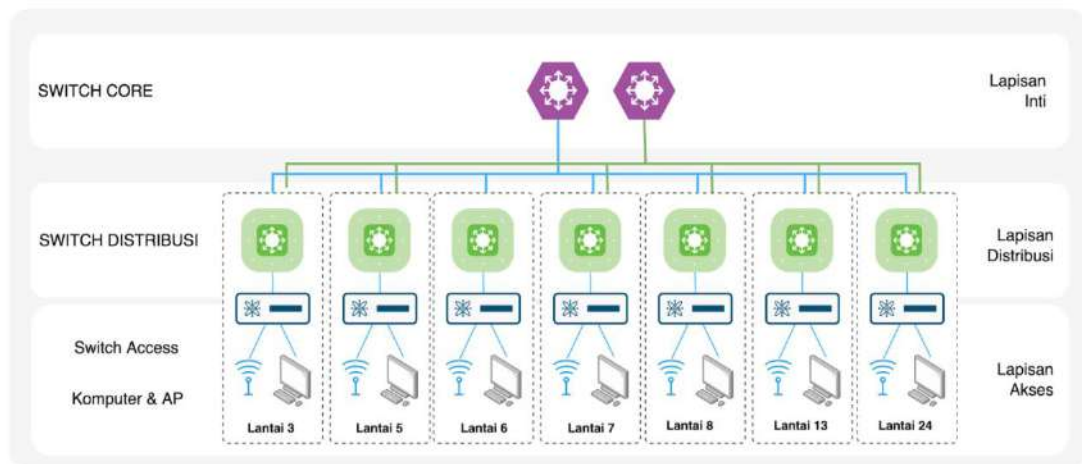 SWITCH CORE
Lapisan
Inti
SWITCH DISTRIBUSI
Lapisan
Distribusi
Switch Access
Komputer & AP
Lapisan
Akses
Lantai 3
Lantai 5
Lantai 6
Lantai 7
Lantai 8
Lantai 13
Lantai 24